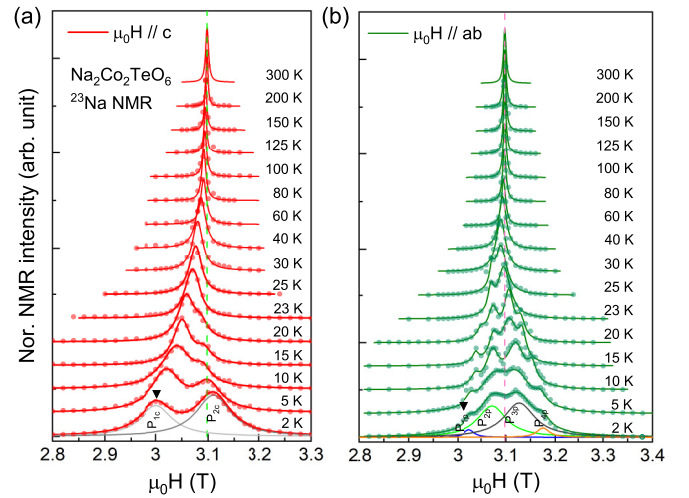 (a)
μ₀H // c
Na₂Co₂TeO₆
²³Na NMR
300 K
200 K
150 K
125 K
100 K
80 K
60 K
40 K
30 K
25 K
23 K
20 K
15 K
10 K
5 K
2 K
P1c
P2c
Nor. NMR intensity (arb. unit)
2.8 2.9 3.0 3.1 3.2 3.3
μ₀H (T)
(b)
μ₀H // ab
300 K
200 K
150 K
125 K
100 K
80 K
60 K
40 K
30 K
25 K
23 K
20 K
15 K
10 K
5 K
2 K
P2p
P3p
P4p
2.8 2.9 3.0 3.1 3.2 3.3 3.4
μ₀H (T)